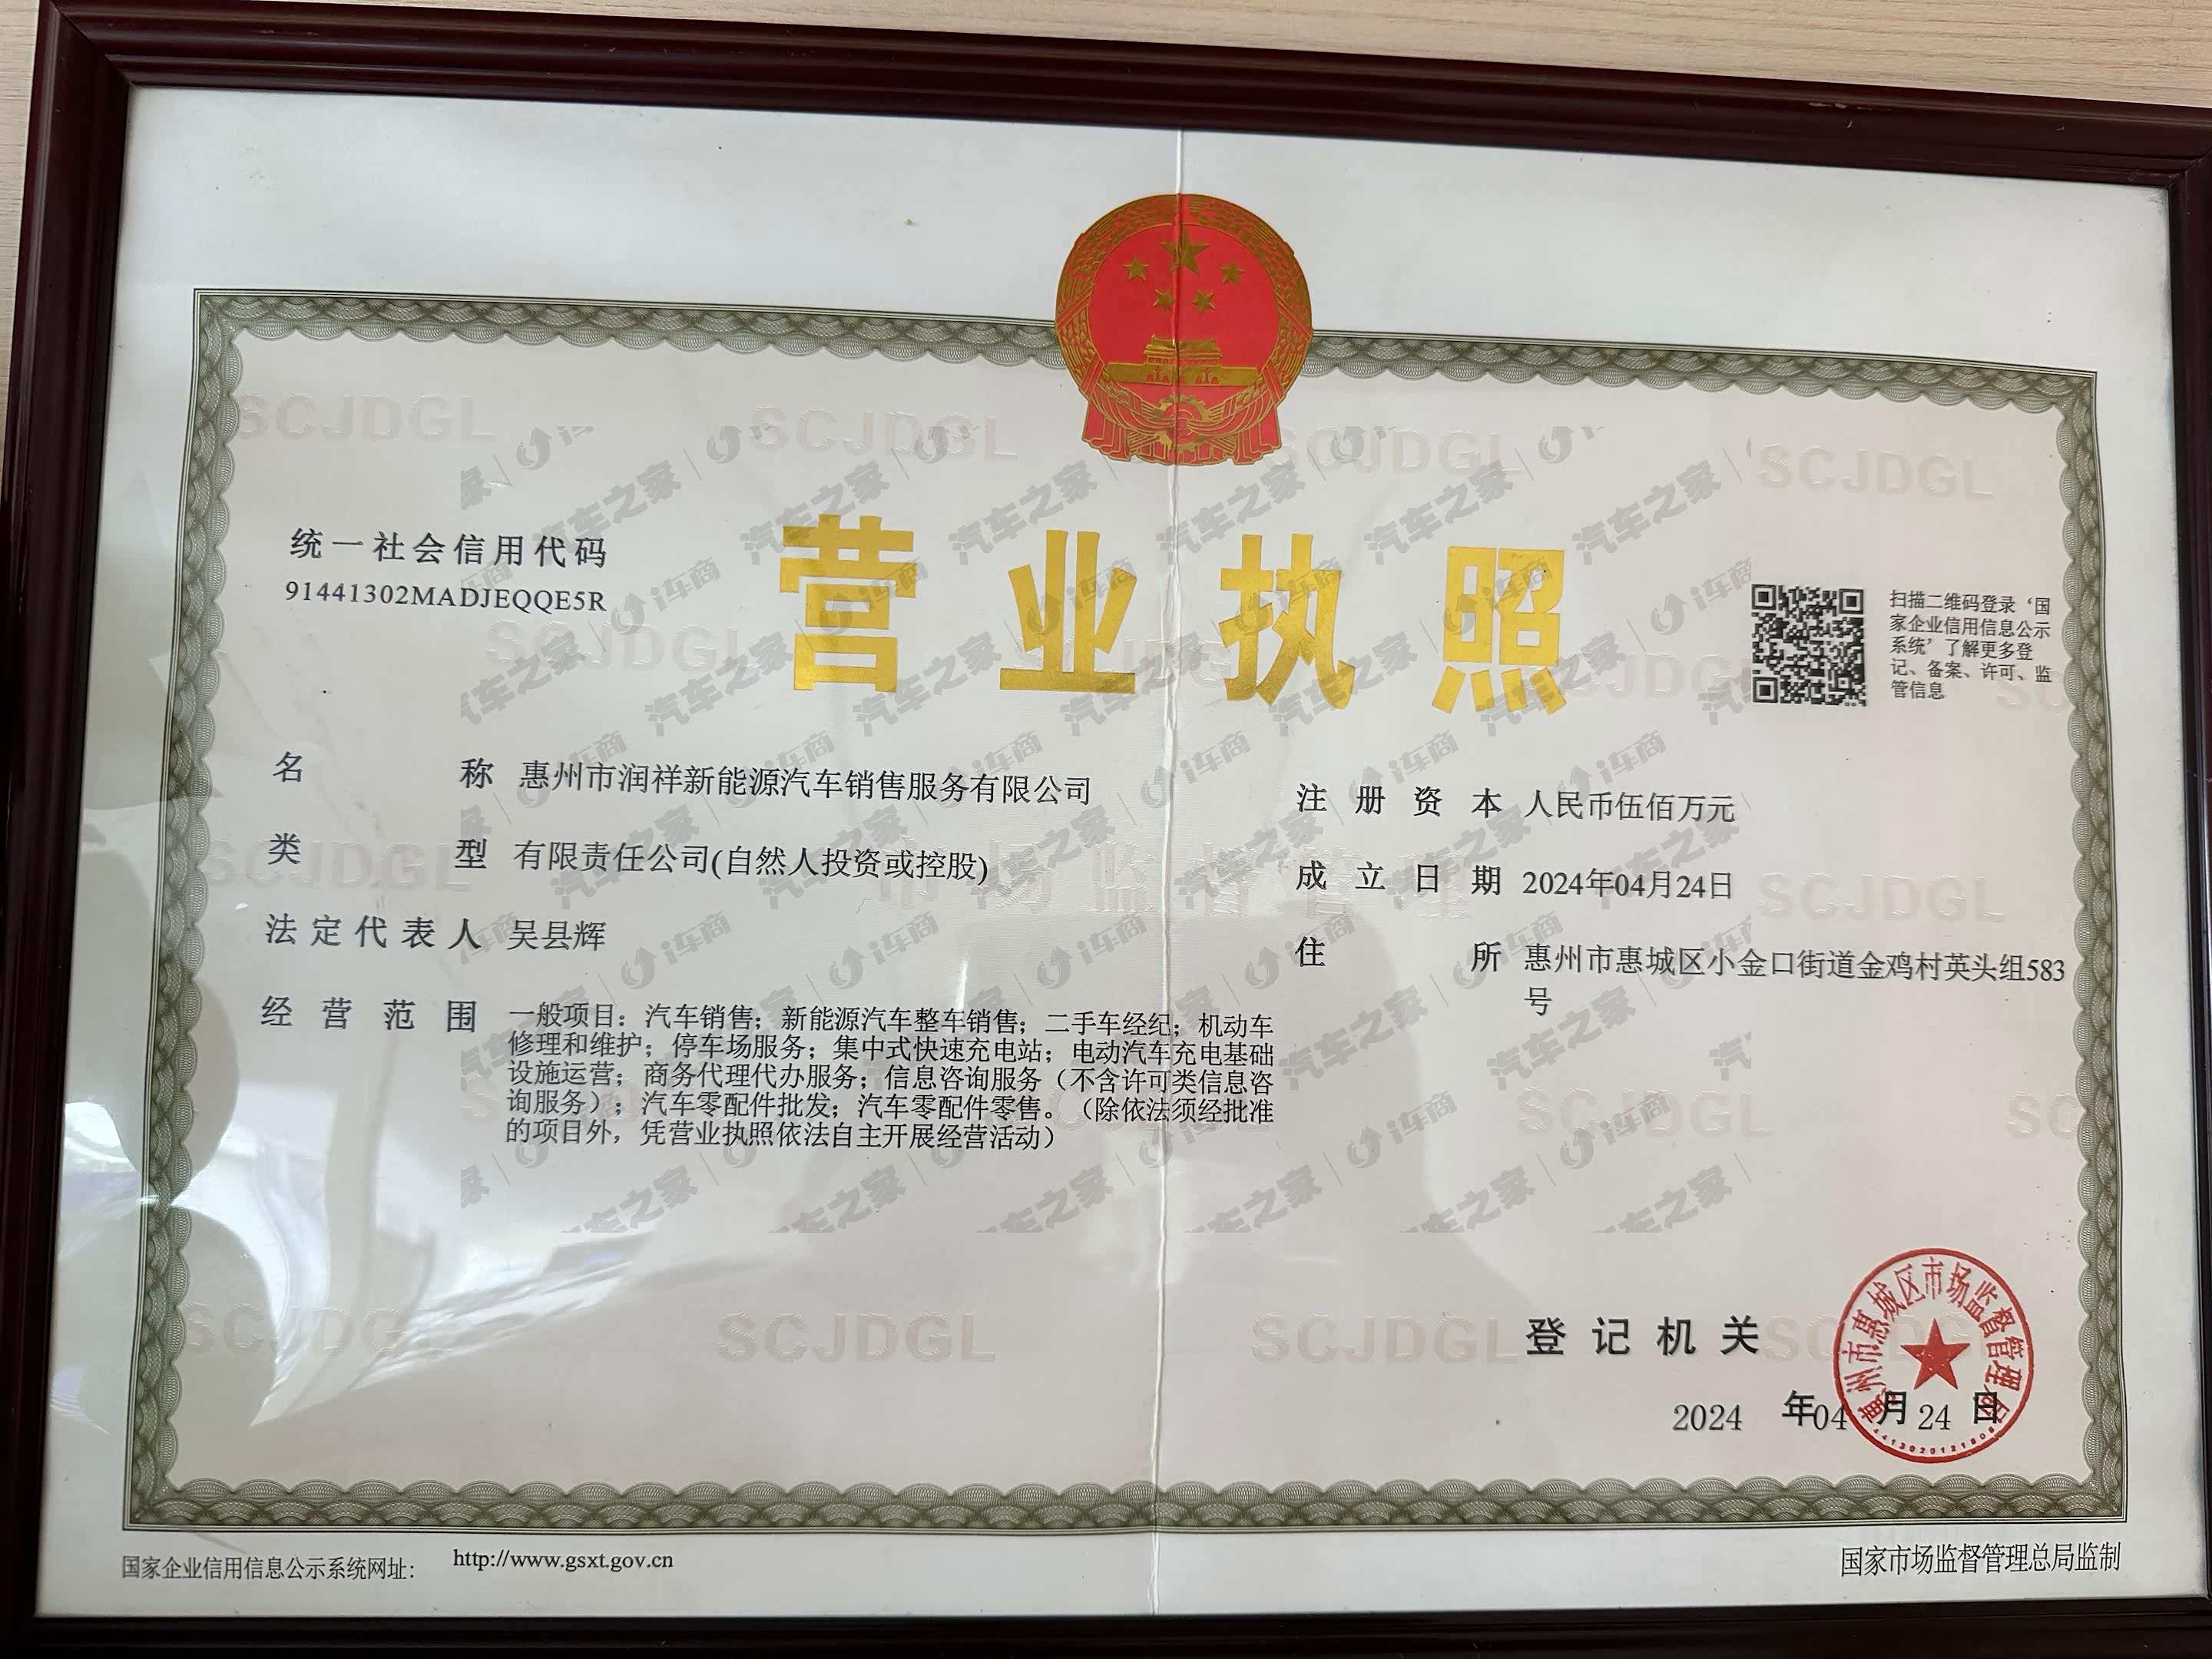 统一社会信用代码
91441302MADJEQQE5R
营业执照
扫描二维码登录‘国
家企业信用信息公示
系统’了解更多登
记、备案、许可、监
管信息
名称 惠州市润祥新能源汽车销售服务有限公司
类型 有限责任公司(自然人投资或控股)
法定代表人 吴县辉
经营范围 一般项目：汽车销售；新能源汽车整车销售；二手车经纪；机动车
修理和维护；停车场服务；集中式快速充电站；电动汽车充电基础
设施运营；商务代理代办服务；信息咨询服务（不含许可类信息咨
询服务）；汽车零配件批发；汽车零配件零售。（除依法须经批准
的项目外，凭营业执照依法自主开展经营活动）
注册资本 人民币伍佰万元
成立日期 2024年04月24日
住所 惠州市惠城区小金口街道金鸡村英头组583
号
登记机关
惠州市惠城区市场监督管理局
2024 年04 月 24 日
国家企业信用信息公示系统网址： http://www.gsxt.gov.cn
国家市场监督管理总局监制
SCJDGL
汽车之家 i车商